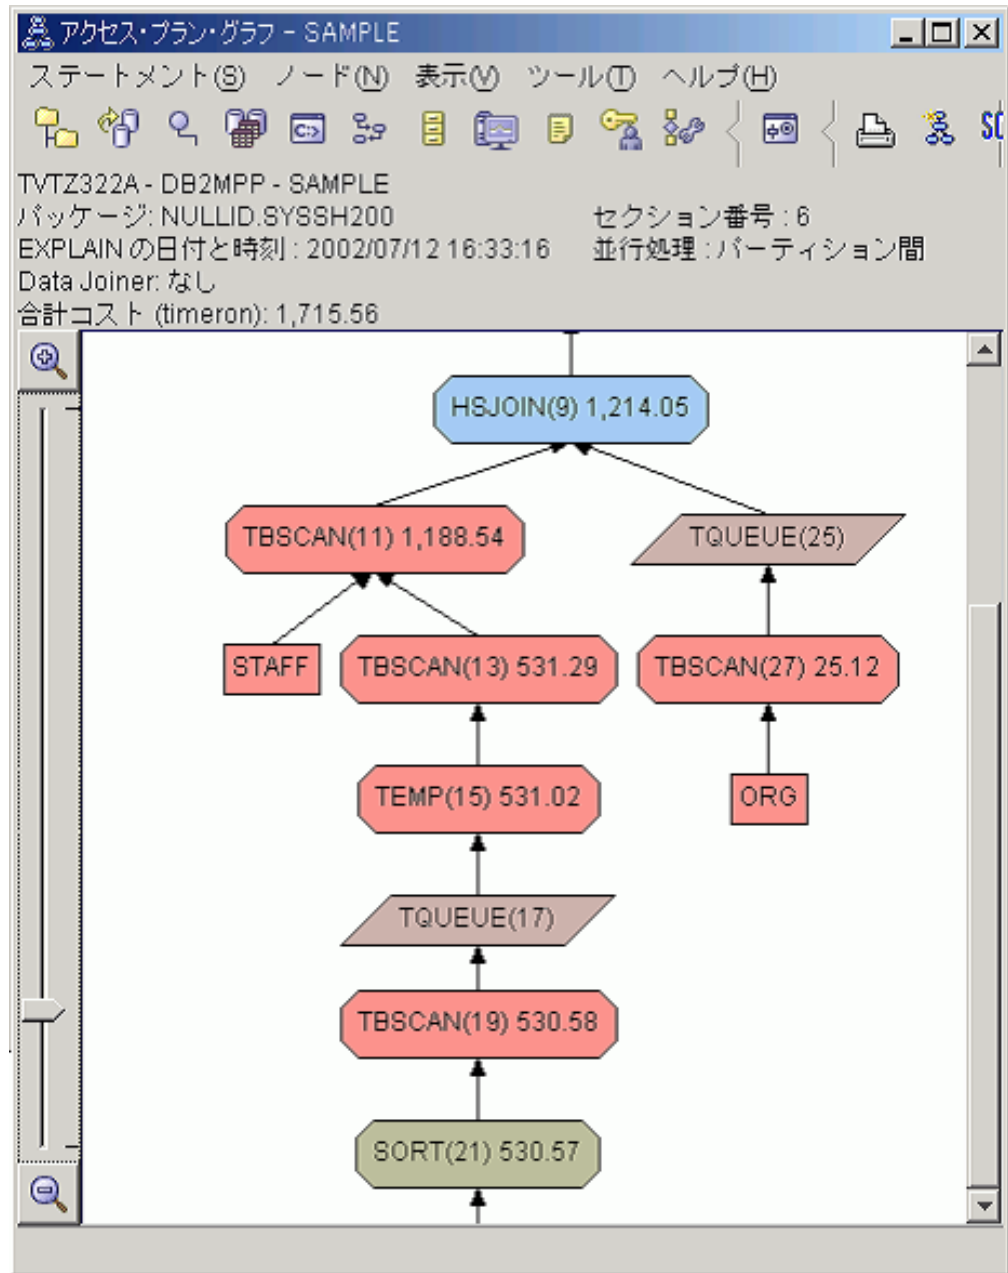 アクセス・プラン・グラフ - SAMPLE
ステートメント(S) ノード(N) 表示(V) ツール(T) ヘルプ(H)
C:>
TVTZ322A - DB2MPP - SAMPLE
パッケージ: NULLID.SYSSH200 セクション番号 : 6
EXPLAIN の日付と時刻 : 2002/07/12 16:33:16 並行処理 : パーティション間
Data Joiner: なし
合計コスト (timeron): 1,715.56
HSJOIN(9) 1,214.05
TBSCAN(11) 1,188.54 TQUEUE(25)
STAFF TBSCAN(13) 531.29 TBSCAN(27) 25.12
TEMP(15) 531.02 ORG
TQUEUE(17)
TBSCAN(19) 530.58
SORT(21) 530.57